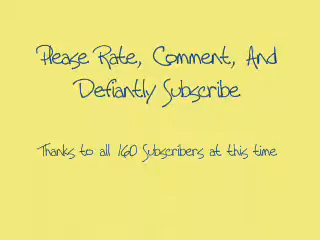 Please Rate, Comment, And
Defiantly Subscribe
Thanks to all 160 Subscribers at this time